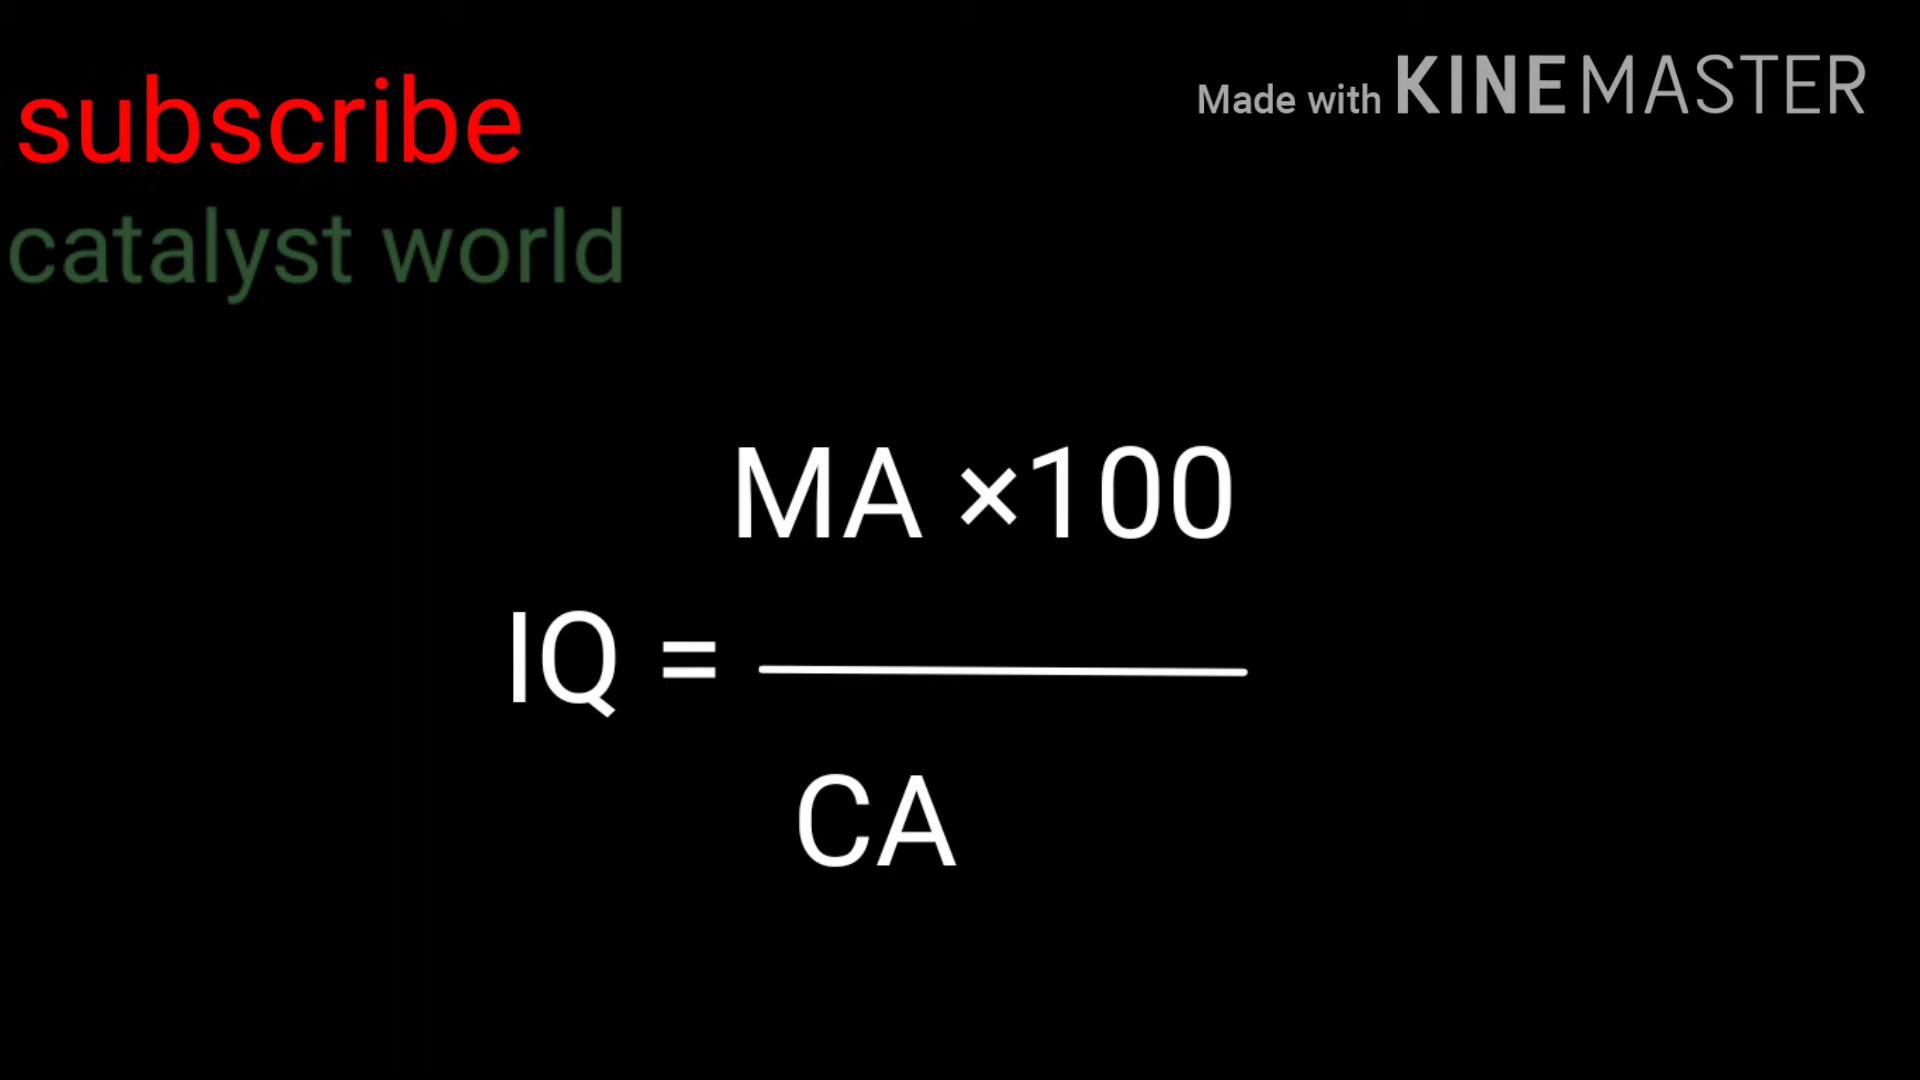 subscribe
Made with KINEMASTER
catalyst world
MA ×100
IQ =
CA